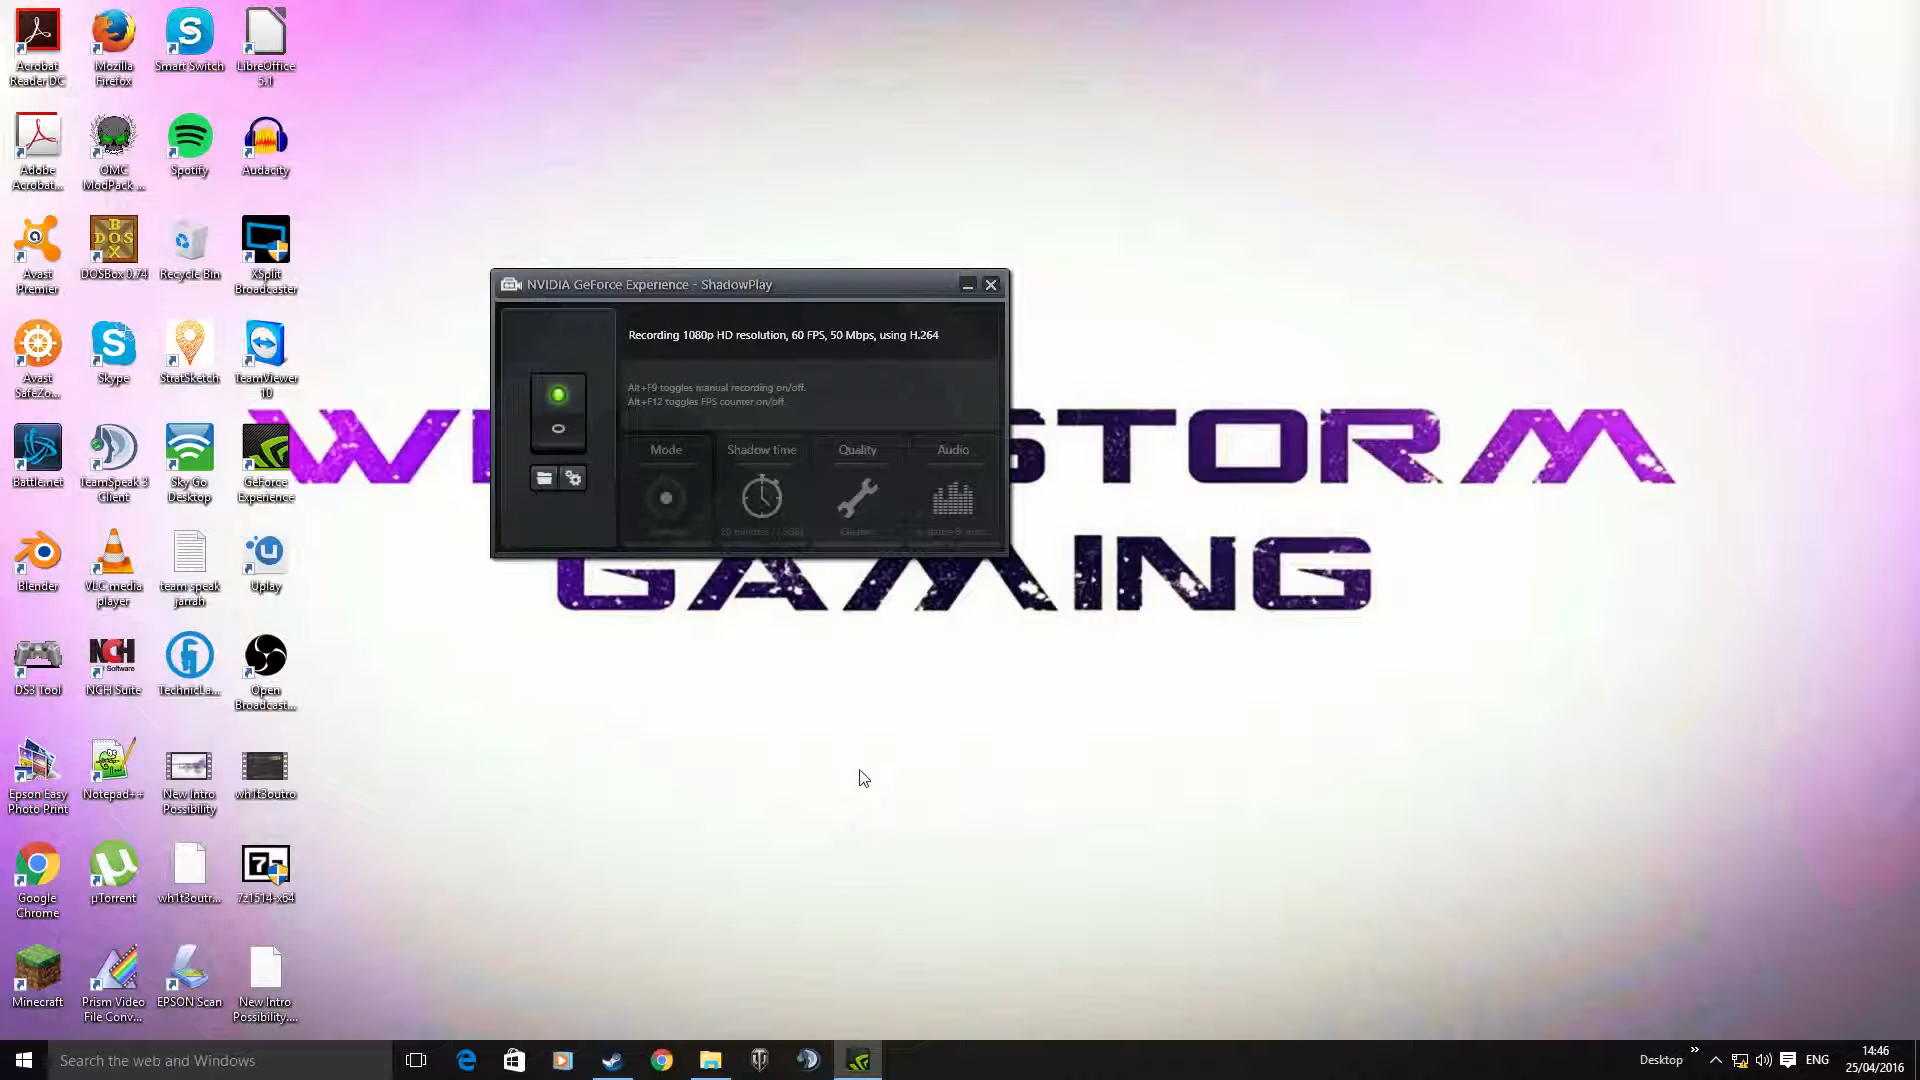 Acrobat
Reader DC
Mozilla
Firefox
Smart Switch
LibreOffice
5.1
Adobe
Acrobat...
OMC
ModPack ...
Spotify
Audacity
Avast
Premier
DOSBox 0.74
Recycle Bin
XSplit
Broadcaster
Avast
SafeZo...
Skype
StratSketch
TeamViewer
10
Battle.net
TeamSpeak 3
Client
Sky Go
Desktop
GeForce
Experience
Blender
VLC media
player
team speak
jarrah
Uplay
DS3 Tool
NCH Suite
TechnicLa...
Open
Broadcast...
Epson Easy
Photo Print
Notepad++
New Intro
Possibility
wh1t3outro
Google
Chrome
µTorrent
wh1t3outr...
7z1514-x64
Minecraft
Prism Video
File Conv...
EPSON Scan
New Intro
Possibility....
NVIDIA GeForce Experience - ShadowPlay
Recording 1080p HD resolution, 60 FPS, 50 Mbps, using H.264
Alt+F9 toggles manual recording on/off.
Alt+F12 toggles FPS counter on/off.
Mode
Shadow time
Quality
Audio
STORM
GAMING
Search the web and Windows
Desktop
ENG
14:46
25/04/2016